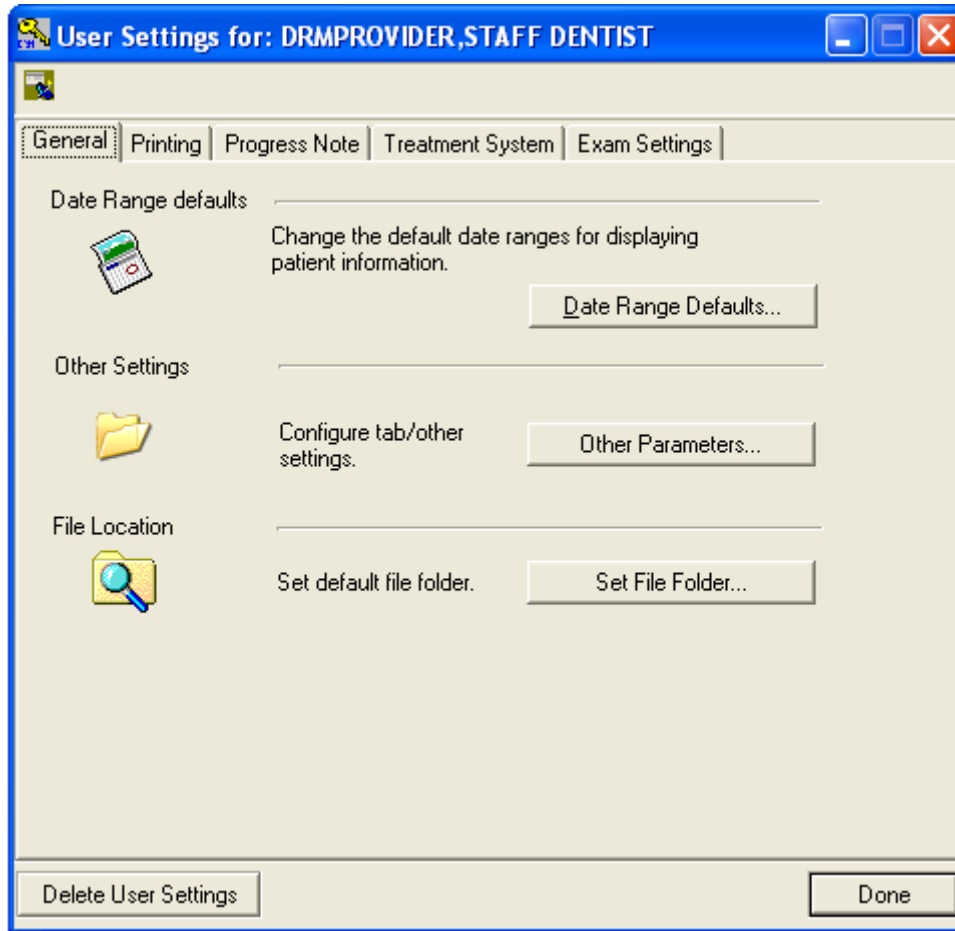 User Settings for: DRMPROVIDER,STAFF DENTIST
General Printing Progress Note Treatment System Exam Settings
Date Range defaults
Change the default date ranges for displaying
patient information.
Date Range Defaults...
Other Settings
Configure tab/other
settings.
Other Parameters...
File Location
Set default file folder.
Set File Folder...
Delete User Settings
Done